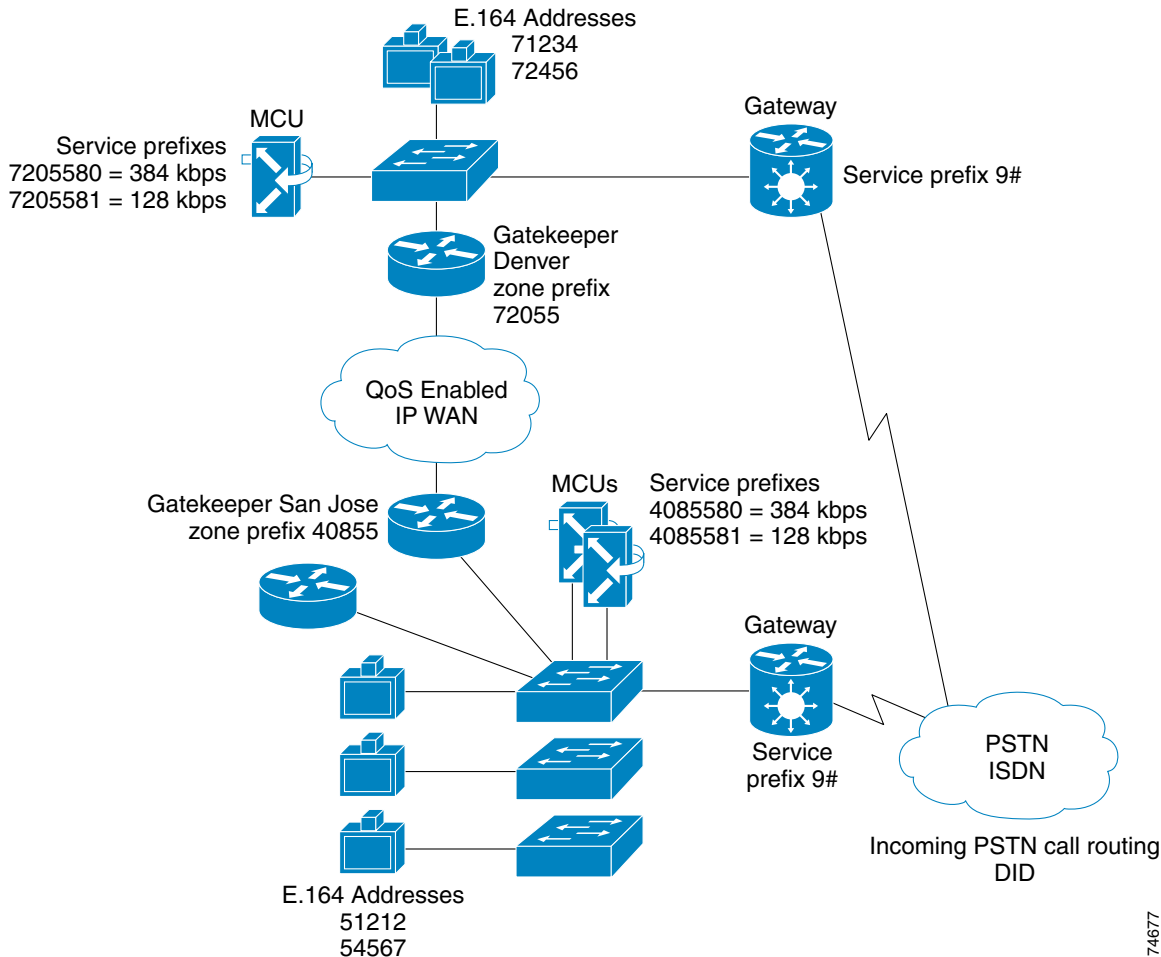 E.164 Addresses
71234
72456
MCU
Service prefixes
7205580 = 384 kbps
7205581 = 128 kbps
Gateway
Service prefix 9#
Gatekeeper
Denver
zone prefix
72055
QoS Enabled
IP WAN
Gatekeeper San Jose
zone prefix 40855
MCUs
Service prefixes
4085580 = 384 kbps
4085581 = 128 kbps
Gateway
Service
prefix 9#
PSTN
ISDN
Incoming PSTN call routing
DID
E.164 Addresses
51212
54567
74677